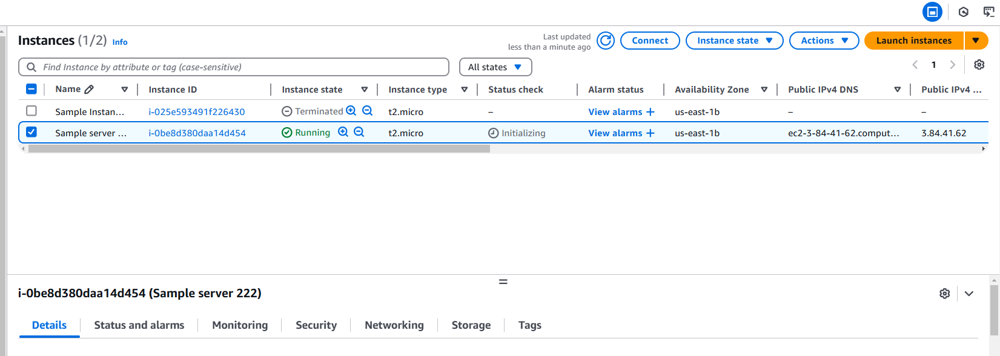 Instances (1/2) Info
Last updated
less than a minute ago
Connect
Instance state
Actions
Launch instances
Find Instance by attribute or tag (case-sensitive)
All states
1
Name Instance ID Instance state Instance type Status check Alarm status Availability Zone Public IPv4 DNS Public IPv4 ...
Sample Instan... i-025e593491f226430 Terminated t2.micro – View alarms + us-east-1b – –
Sample server ... i-0be8d380daa14d454 Running t2.micro Initializing View alarms + us-east-1b ec2-3-84-41-62.comput... 3.84.41.62
i-0be8d380daa14d454 (Sample server 222)
Details Status and alarms Monitoring Security Networking Storage Tags